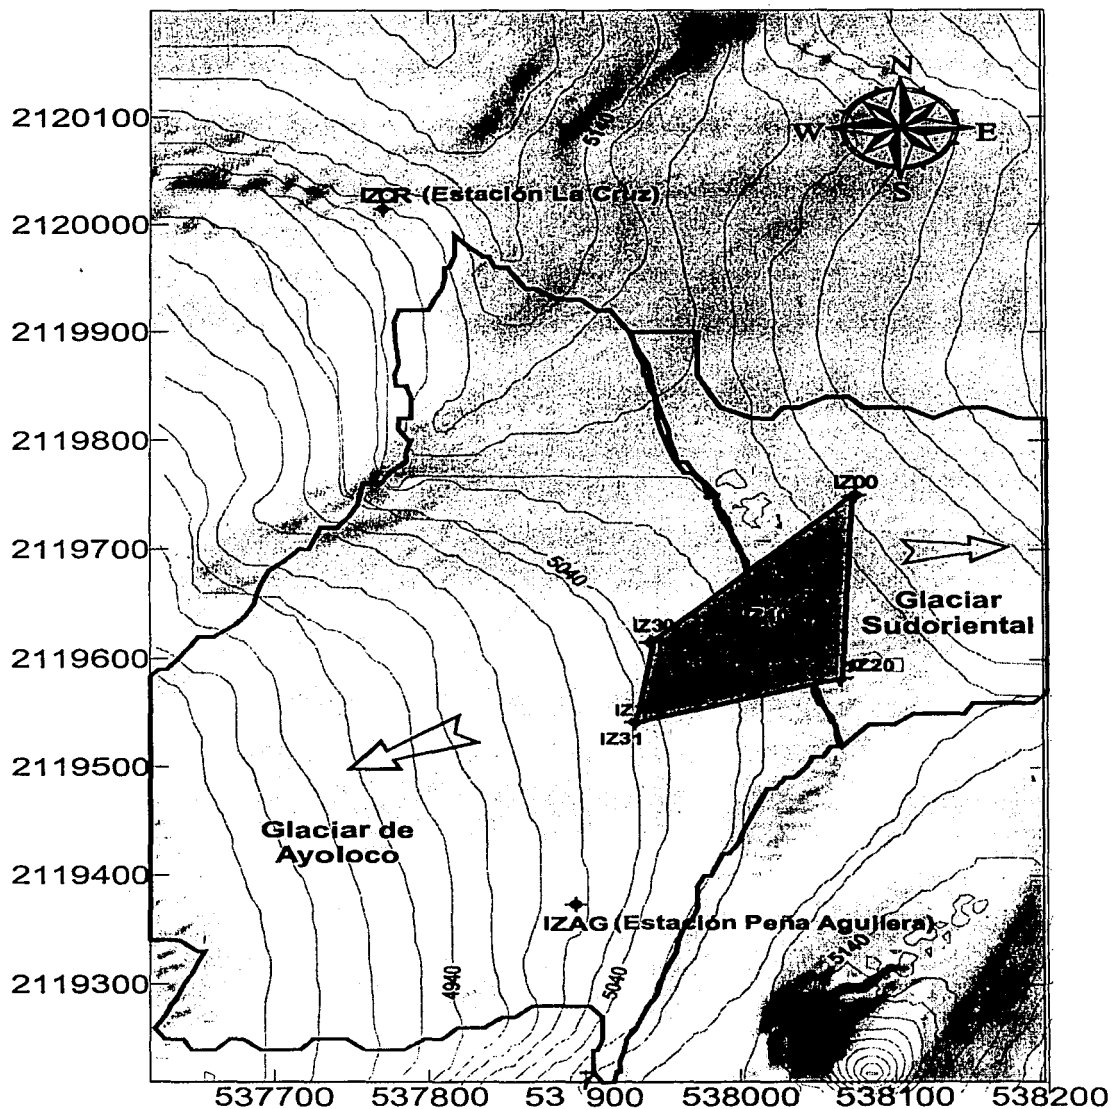 N
W E
S
2120100
5140
IZCR (Estación La Cruz)
2120000
2119900
2119800
IZ00
2119700
5040
Glaciar
Sudoriental
IZ30
2119600
IZ20
IZ31
2119500
Glaciar de
Ayoloco
2119400
IZAG (Estación Peña Aguilera)
5140
4940
5040
2119300
537700 537800 53 900 538000 538100 538200